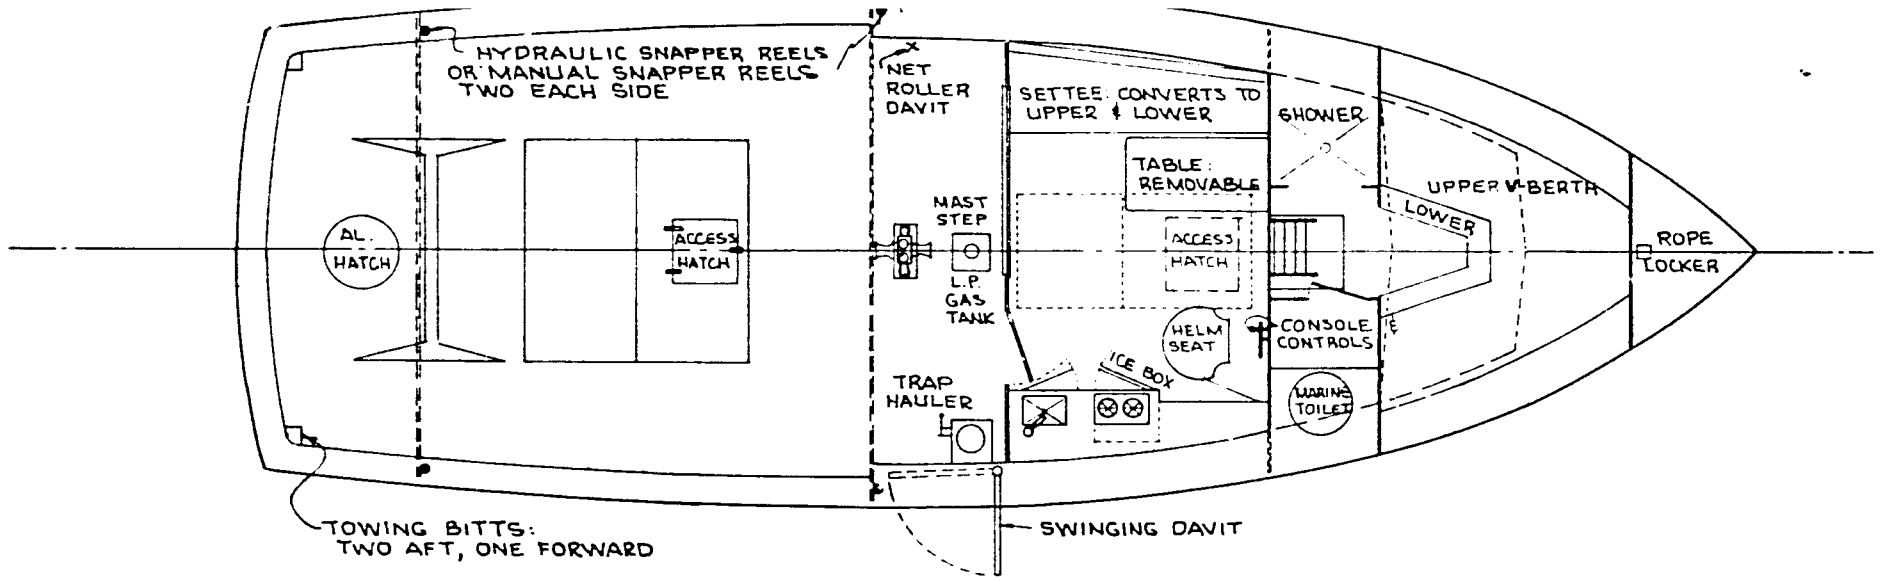 HYDRAULIC SNAPPER REELS
OR MANUAL SNAPPER REELS
TWO EACH SIDE
NET
ROLLER
DAVIT
SETTEE: CONVERTS TO
UPPER & LOWER
SHOWER
TABLE:
REMOVABLE
UPPER V-BERTH
LOWER
MAST
STEP
AL.
HATCH
ACCESS
HATCH
ACCESS
HATCH
ROPE
LOCKER
L.P.
GAS
TANK
HELM
SEAT
CONSOLE &
CONTROLS
ICE BOX
TRAP
HAULER
MARINE
TOILET
TOWING BITTS:
TWO AFT, ONE FORWARD
SWINGING DAVIT